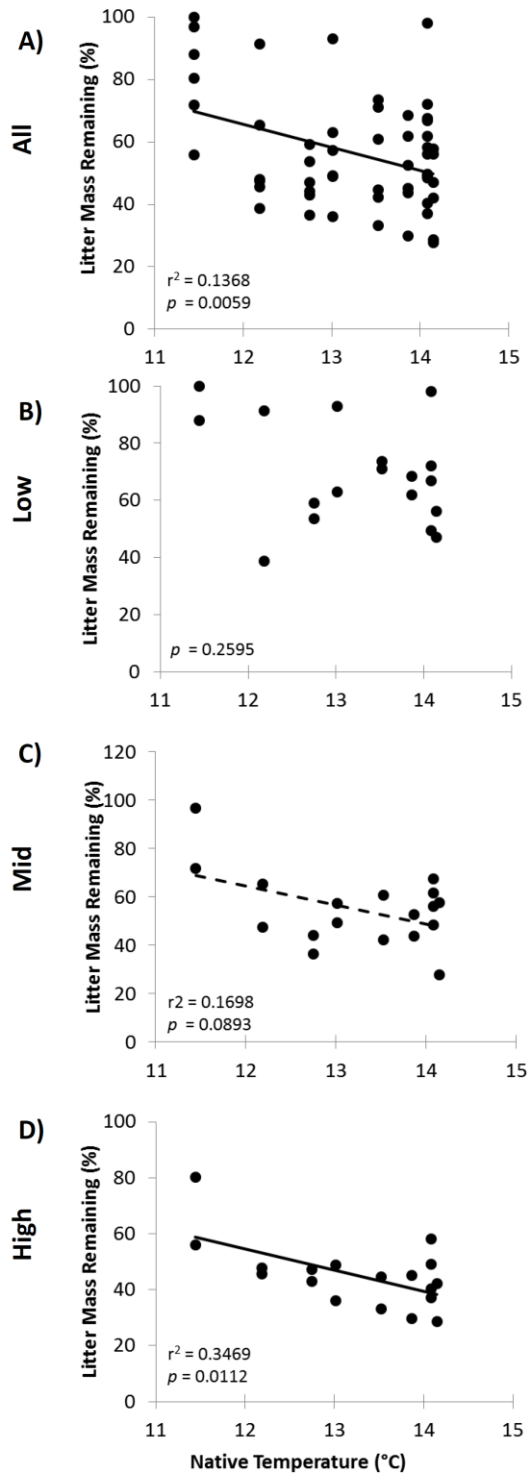 A)
All
Litter Mass Remaining (%)
100
80
60
40
20
0
r² = 0.1368
p = 0.0059
11 12 13 14 15
B)
Low
Litter Mass Remaining (%)
100
80
60
40
20
0
p = 0.2595
11 12 13 14 15
C)
Mid
Litter Mass Remaining (%)
120
100
80
60
40
20
0
r2 = 0.1698
p = 0.0893
11 12 13 14 15
D)
High
Litter Mass Remaining (%)
100
80
60
40
20
0
r² = 0.3469
p = 0.0112
11 12 13 14 15
Native Temperature (°C)